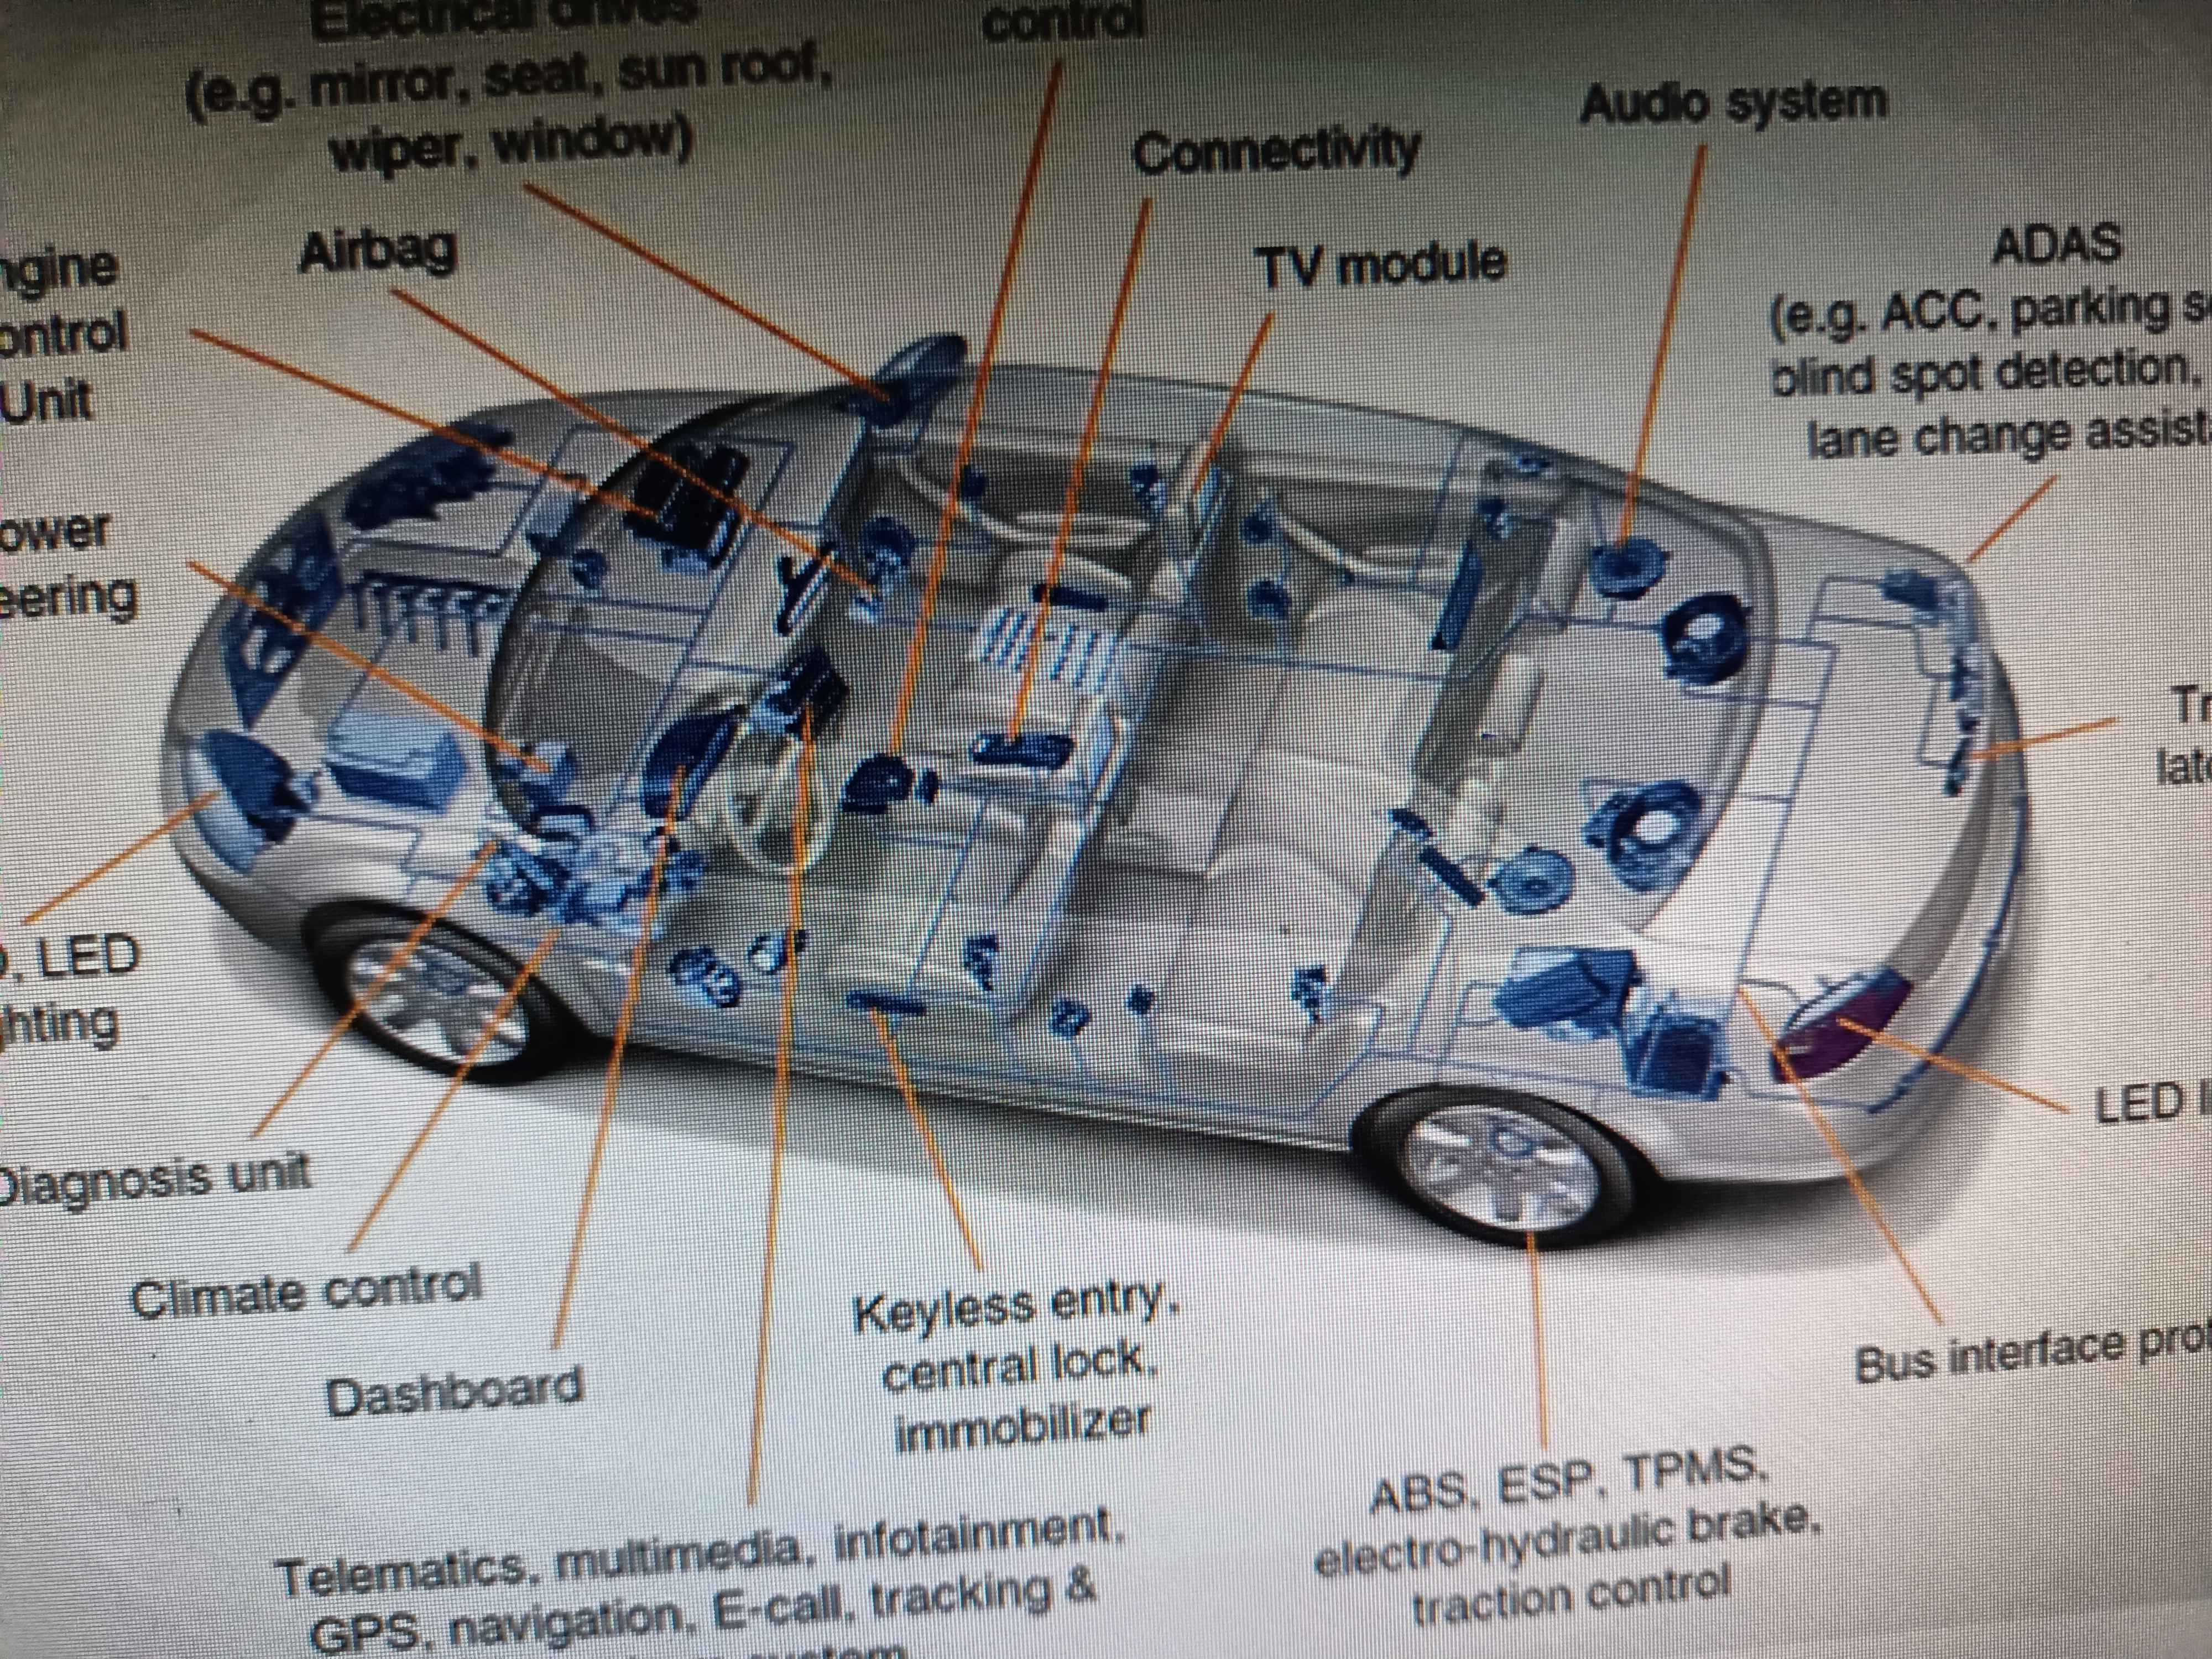 Electrical drives
(e.g. mirror, seat, sun roof,
wiper, window)
control
Connectivity
Audio system
Airbag
TV module
ngine
ontrol
Unit
ADAS
(e.g. ACC, parking s
blind spot detection,
lane change assist
ower
eering
Tr
lat
, LED
hting
LED
Diagnosis unit
Climate control
Dashboard
Keyless entry,
central lock,
immobilizer
Bus interface pro
ABS, ESP, TPMS,
electro-hydraulic brake,
traction control
Telematics, multimedia, infotainment,
GPS, navigation, E-call, tracking &
system